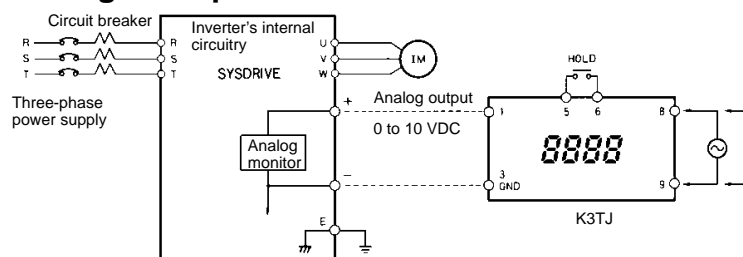 Circuit breaker
Inverter's internal circuitry
SYSDRIVE
R
S
T
R
S
T
U
V
W
IM
Three-phase
power supply
Analog
monitor
+
Analog output
0 to 10 VDC
−
E
HOLD
1
5
6
8
8888
3
GND
9
K3TJ